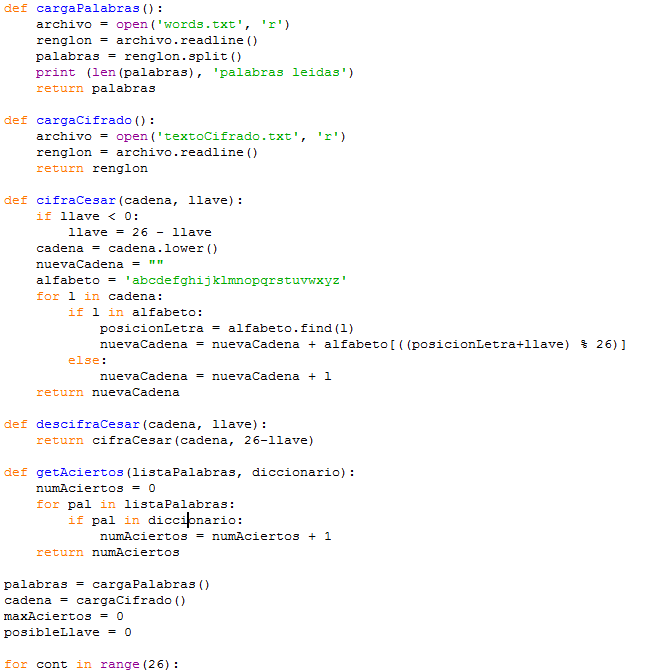 def cargaPalabras():
    archivo = open('words.txt', 'r')
    renglon = archivo.readline()
    palabras = renglon.split()
    print (len(palabras), 'palabras leidas')
    return palabras

def cargaCifrado():
    archivo = open('textoCifrado.txt', 'r')
    renglon = archivo.readline()
    return renglon

def cifraCesar(cadena, llave):
    if llave < 0:
        llave = 26 - llave
    cadena = cadena.lower()
    nuevaCadena = ""
    alfabeto = 'abcdefghijklmnopqrstuvwxyz'
    for l in cadena:
        if l in alfabeto:
            posicionLetra = alfabeto.find(l)
            nuevaCadena = nuevaCadena + alfabeto[((posicionLetra+llave) % 26)]
        else:
            nuevaCadena = nuevaCadena + l
    return nuevaCadena

def descifraCesar(cadena, llave):
    return cifraCesar(cadena, 26-llave)

def getAciertos(listaPalabras, diccionario):
    numAciertos = 0
    for pal in listaPalabras:
        if pal in diccionario:
            numAciertos = numAciertos + 1
    return numAciertos

palabras = cargaPalabras()
cadena = cargaCifrado()
maxAciertos = 0
posibleLlave = 0

for cont in range(26):